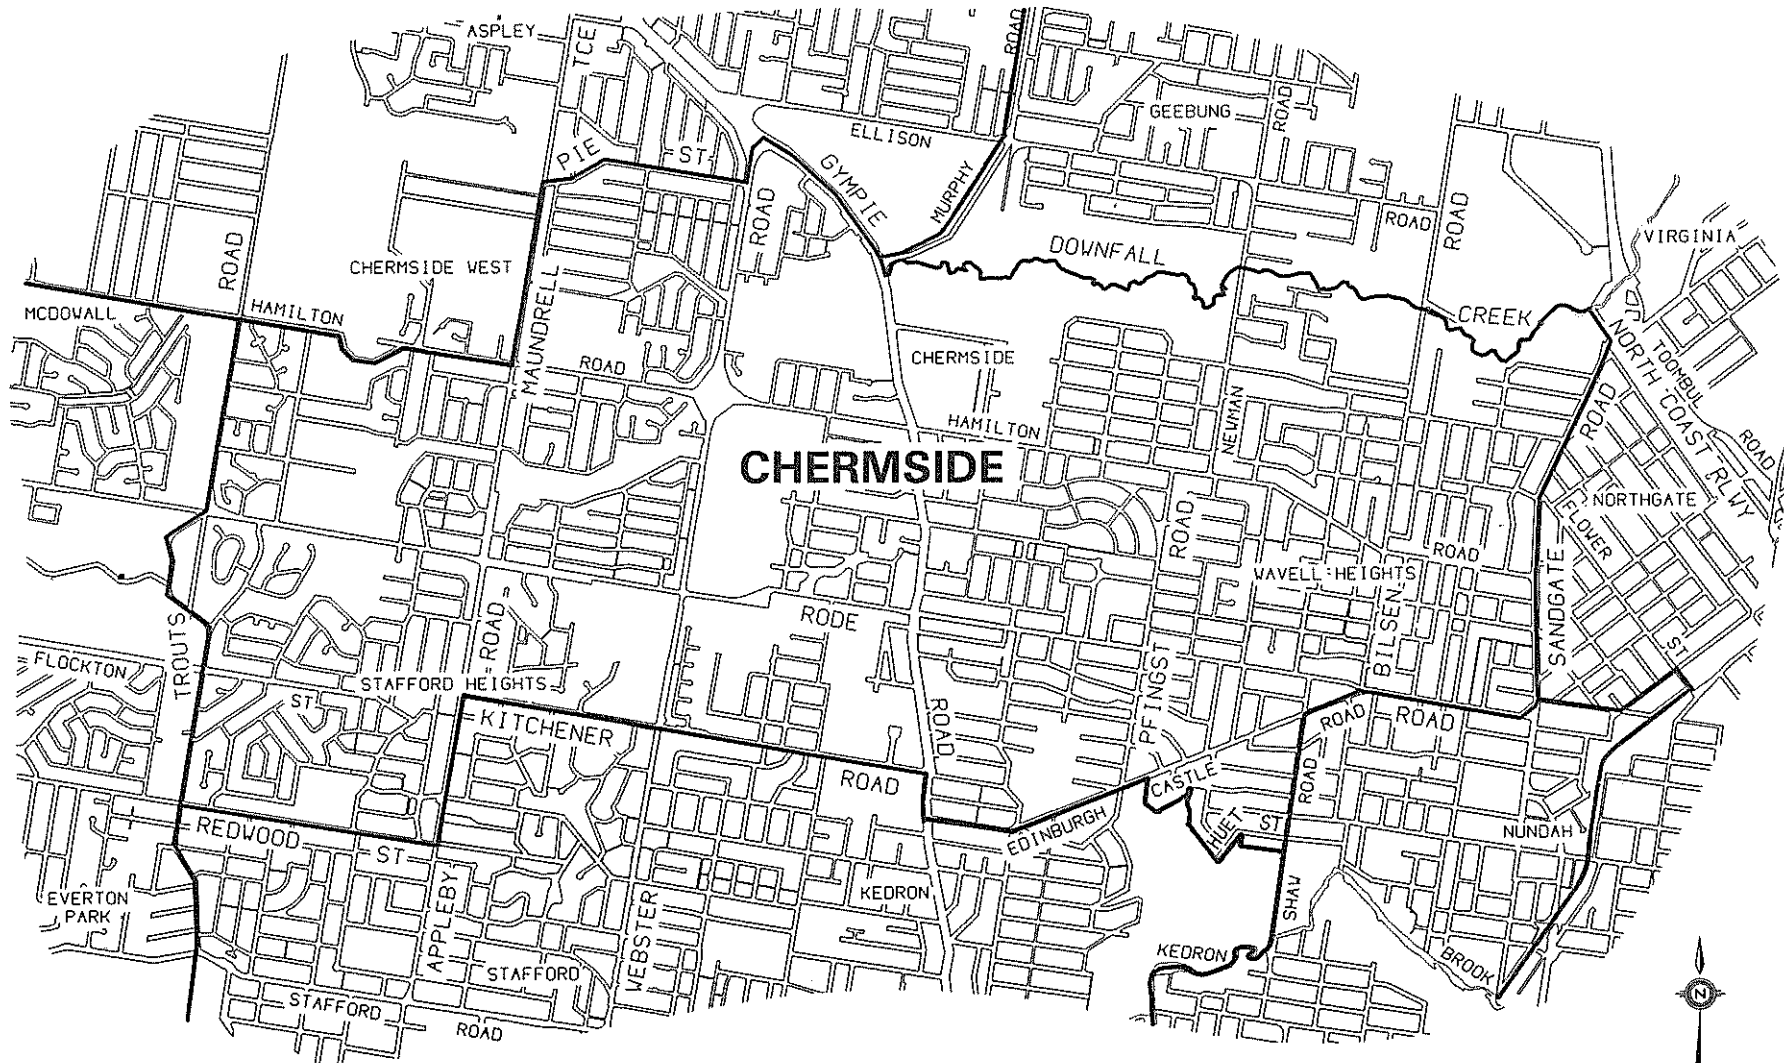 ASPLEY
TCE
ROAD
GEEBUNG
ROAD
ELLISON
PIE
ST
GYMPIE
MURPHY
ROAD
ROAD
ROAD
ROAD
DOWNFALL
VIRGINIA
CHERMSIDE WEST
MAUNDRELL
MCDOWALL
HAMILTON
CREEK
NORTH COAST RLWY
TOOMBUL
ROAD
CHERMSIDE
ROAD
NEWMAN
HAMILTON
ROAD
CHERMSIDE
NORTHGATE
FLOWER
ST
ROAD
ROAD
WAVELL HEIGHTS
SANDGATE
BILSEN
RODE
ROAD
TROUTS
FLOCKTON
ST
STAFFORD HEIGHTS
PFINGST
KITCHENER
ROAD
ROAD
ROAD
ROAD
CASTLE
ROAD
EDINBURGH
HUET
ST
NUNDAH
REDWOOD
ST
EVERTON
PARK
APPLEBY
WEBSTER
KEDRON
SHAW
KEDRON
BROOK
STAFFORD
STAFFORD
ROAD
N